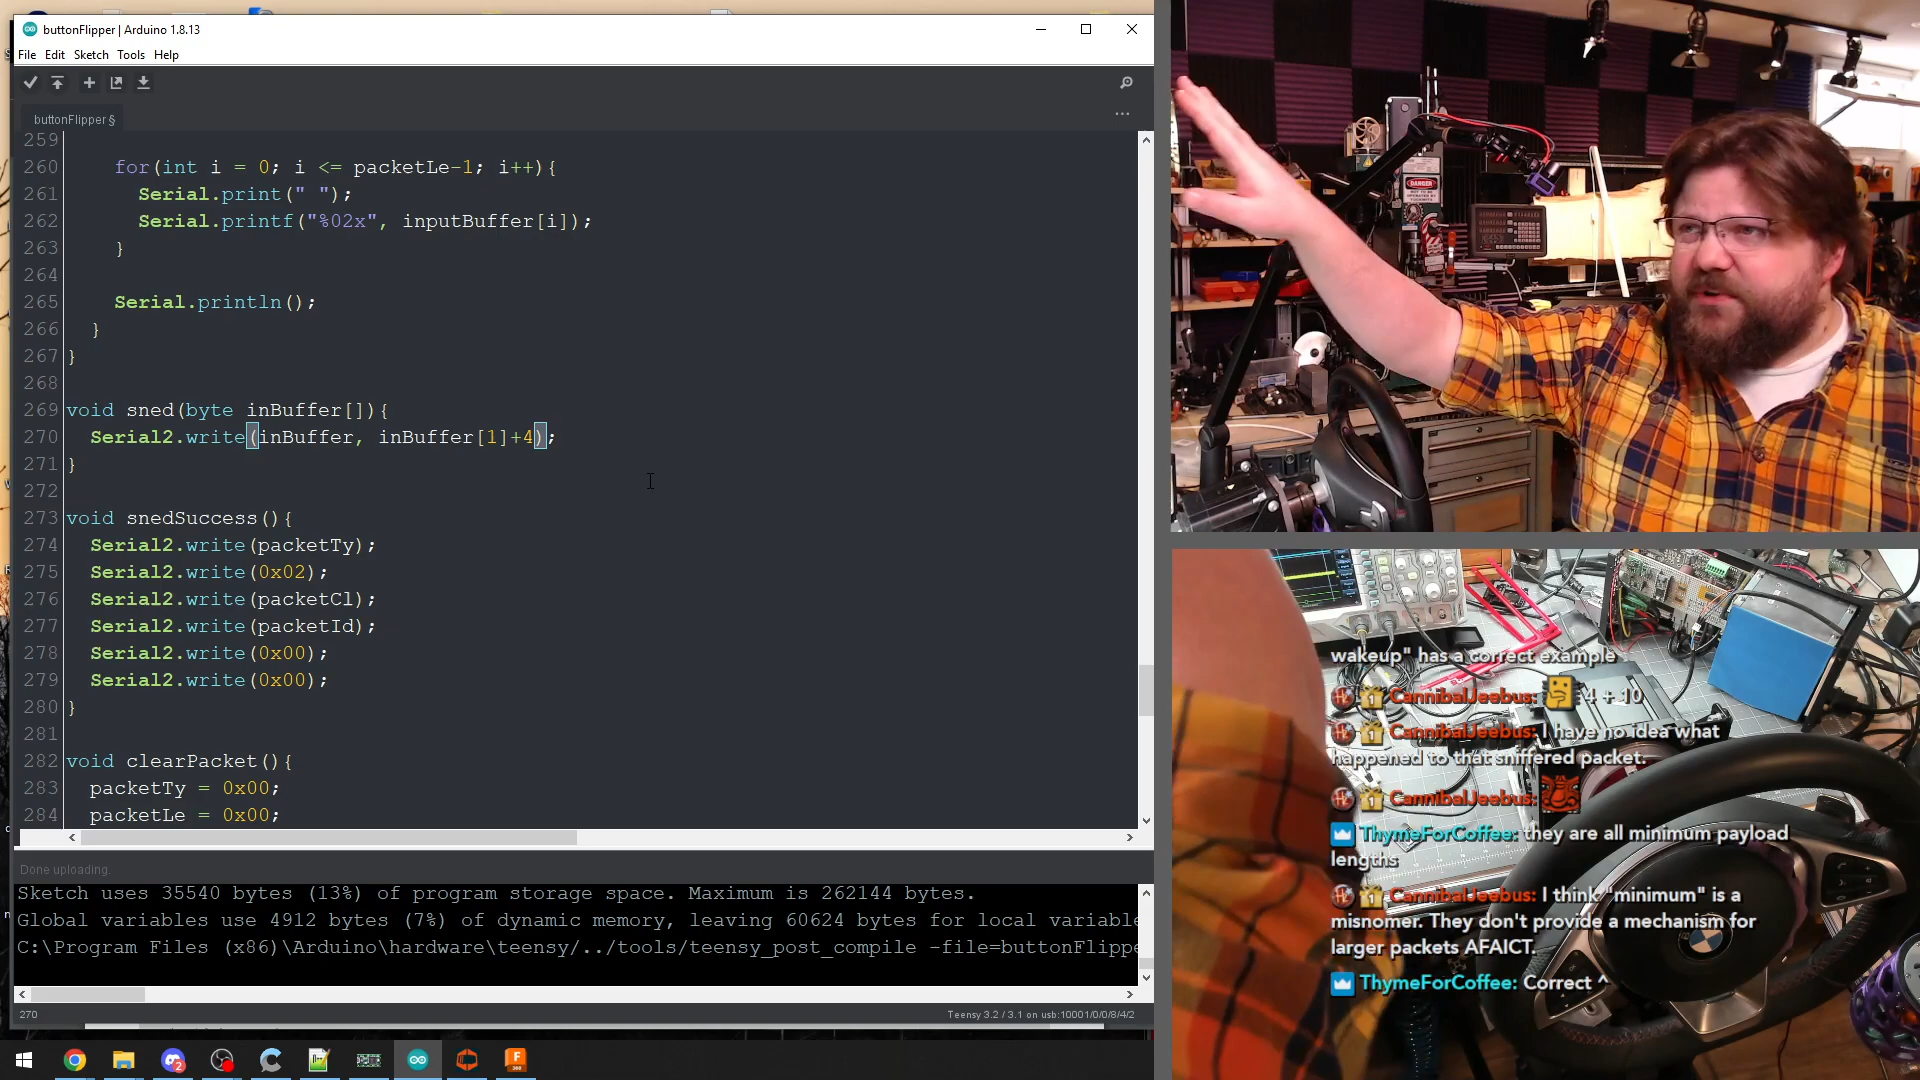 buttonFlipper | Arduino 1.8.13
File Edit Sketch Tools Help
buttonFlipper §
259
260 for(int i = 0; i <= packetLe-1; i++){
261 Serial.print(" ");
262 Serial.printf("%02x", inputBuffer[i]);
263 }
264
265 Serial.println();
266 }
267 }
268
269 void sned(byte inBuffer[]){
270 Serial2.write(inBuffer, inBuffer[1]+4);
271 }
272
273 void snedSuccess(){
274 Serial2.write(packetTy);
275 Serial2.write(0x02);
276 Serial2.write(packetCl);
277 Serial2.write(packetId);
278 Serial2.write(0x00);
279 Serial2.write(0x00);
280 }
281
282 void clearPacket(){
283 packetTy = 0x00;
284 packetLe = 0x00;
Done uploading.
Sketch uses 35540 bytes (13%) of program storage space. Maximum is 262144 bytes.
Global variables use 4912 bytes (7%) of dynamic memory, leaving 60624 bytes for local variable
C:\Program Files (x86)\Arduino\hardware\teensy/../tools/teensy_post_compile -file=buttonFlippe
270
Teensy 3.2 / 3.1 on usb:10001/0/0/8/4/2
DANGER
wakeup" has a correct example
CannibalJeebus: 4 + 10
CannibalJeebus: I have no idea what
happened to that sniffered packet.
CannibalJeebus:
ThymeForCoffee: they are all minimum payload
lengths
CannibalJeebus: I think "minimum" is a
misnomer. They don't provide a mechanism for
larger packets AFAICT.
ThymeForCoffee: Correct ^